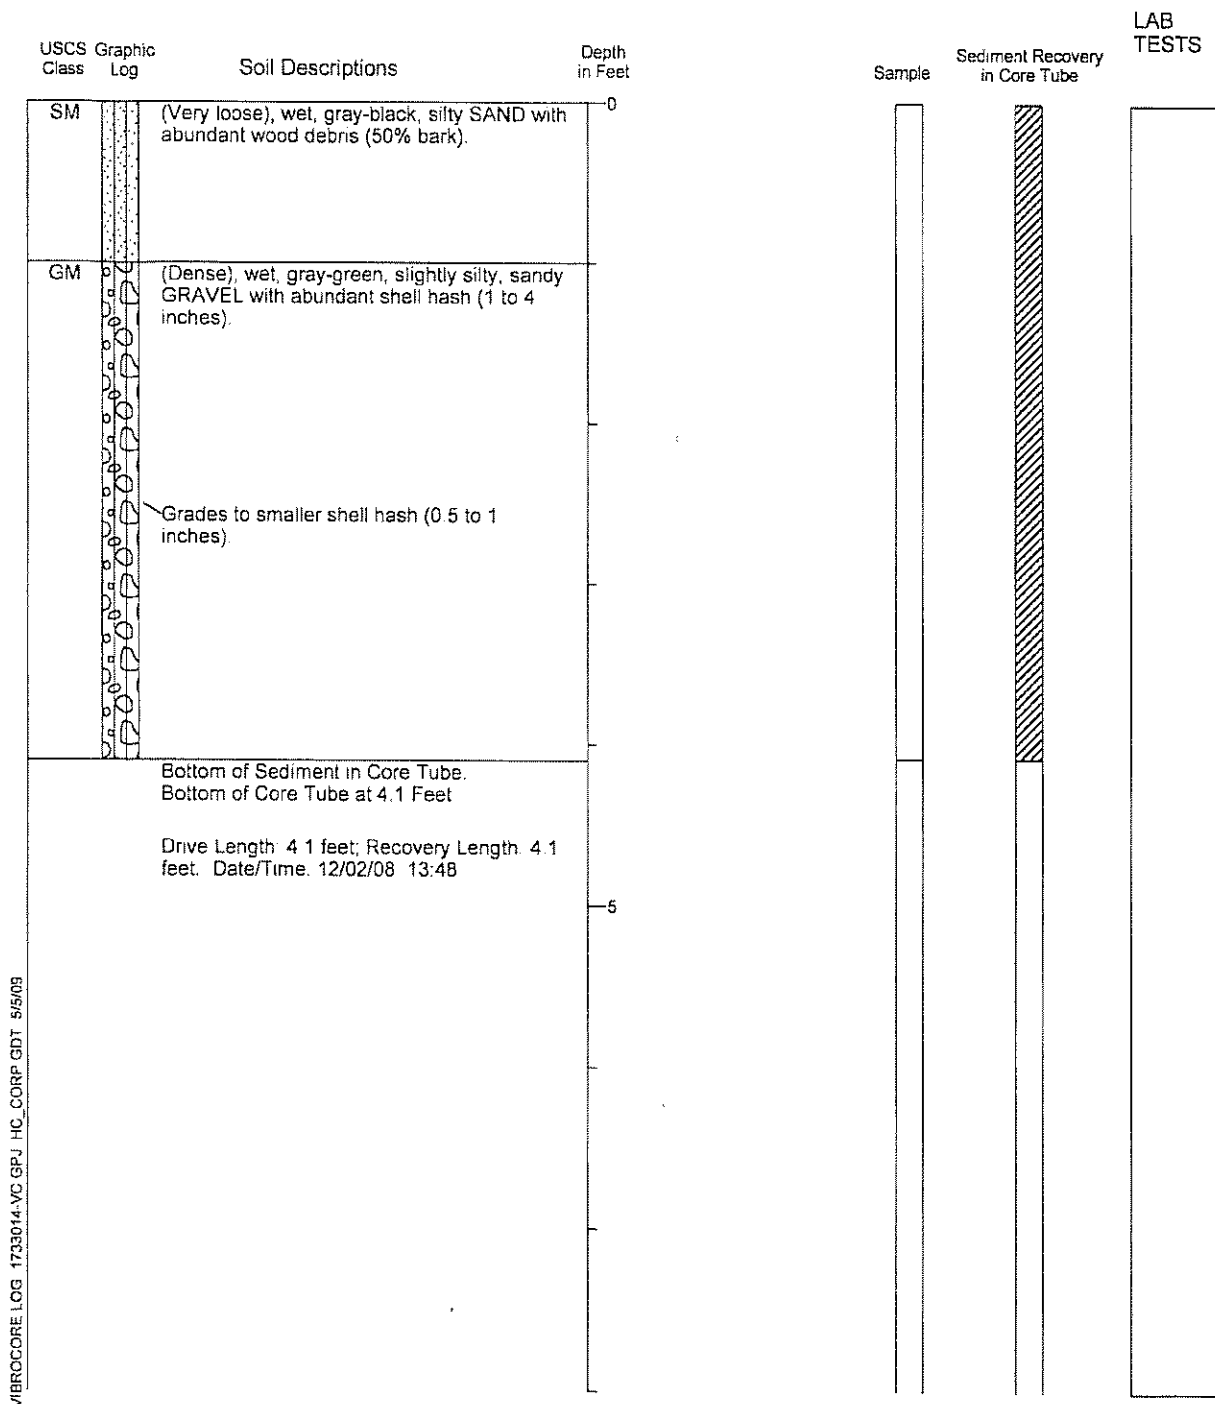 LAB
TESTS
USCS Graphic
Class Log
Soil Descriptions
Depth
in Feet
Sample
Sediment Recovery
in Core Tube
0
SM
(Very loose), wet, gray-black, silty SAND with
abundant wood debris (50% bark).
GM
(Dense), wet, gray-green, slightly silty, sandy
GRAVEL with abundant shell hash (1 to 4
inches).
Grades to smaller shell hash (0.5 to 1
inches)
Bottom of Sediment in Core Tube.
Bottom of Core Tube at 4.1 Feet
Drive Length 4 1 feet; Recovery Length. 4.1
feet. Date/Time. 12/02/08 13:48
5
VIBROCORE LOG 1733014-VC GPJ HC_CORP GDT 5/5/09